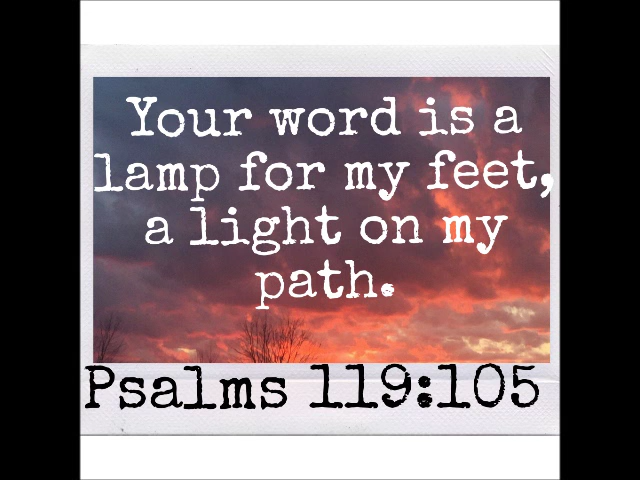 Your word is a
lamp for my feet,
a light on my
path.
Psalms 119:105